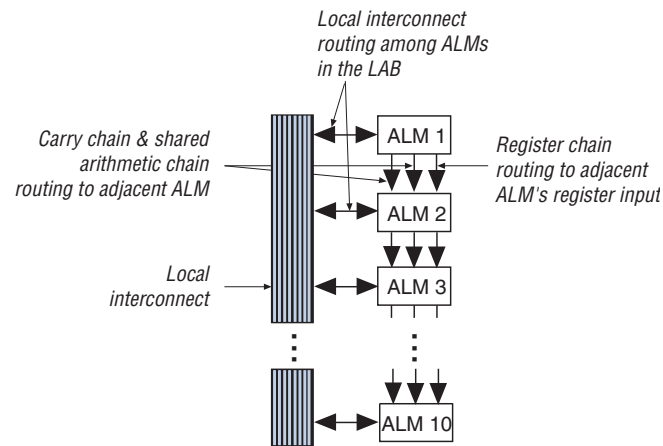 Local interconnect
routing among ALMs
in the LAB
Carry chain & shared
arithmetic chain
routing to adjacent ALM
Register chain
routing to adjacent
ALM's register input
Local
interconnect
ALM 1
ALM 2
ALM 3
ALM 10